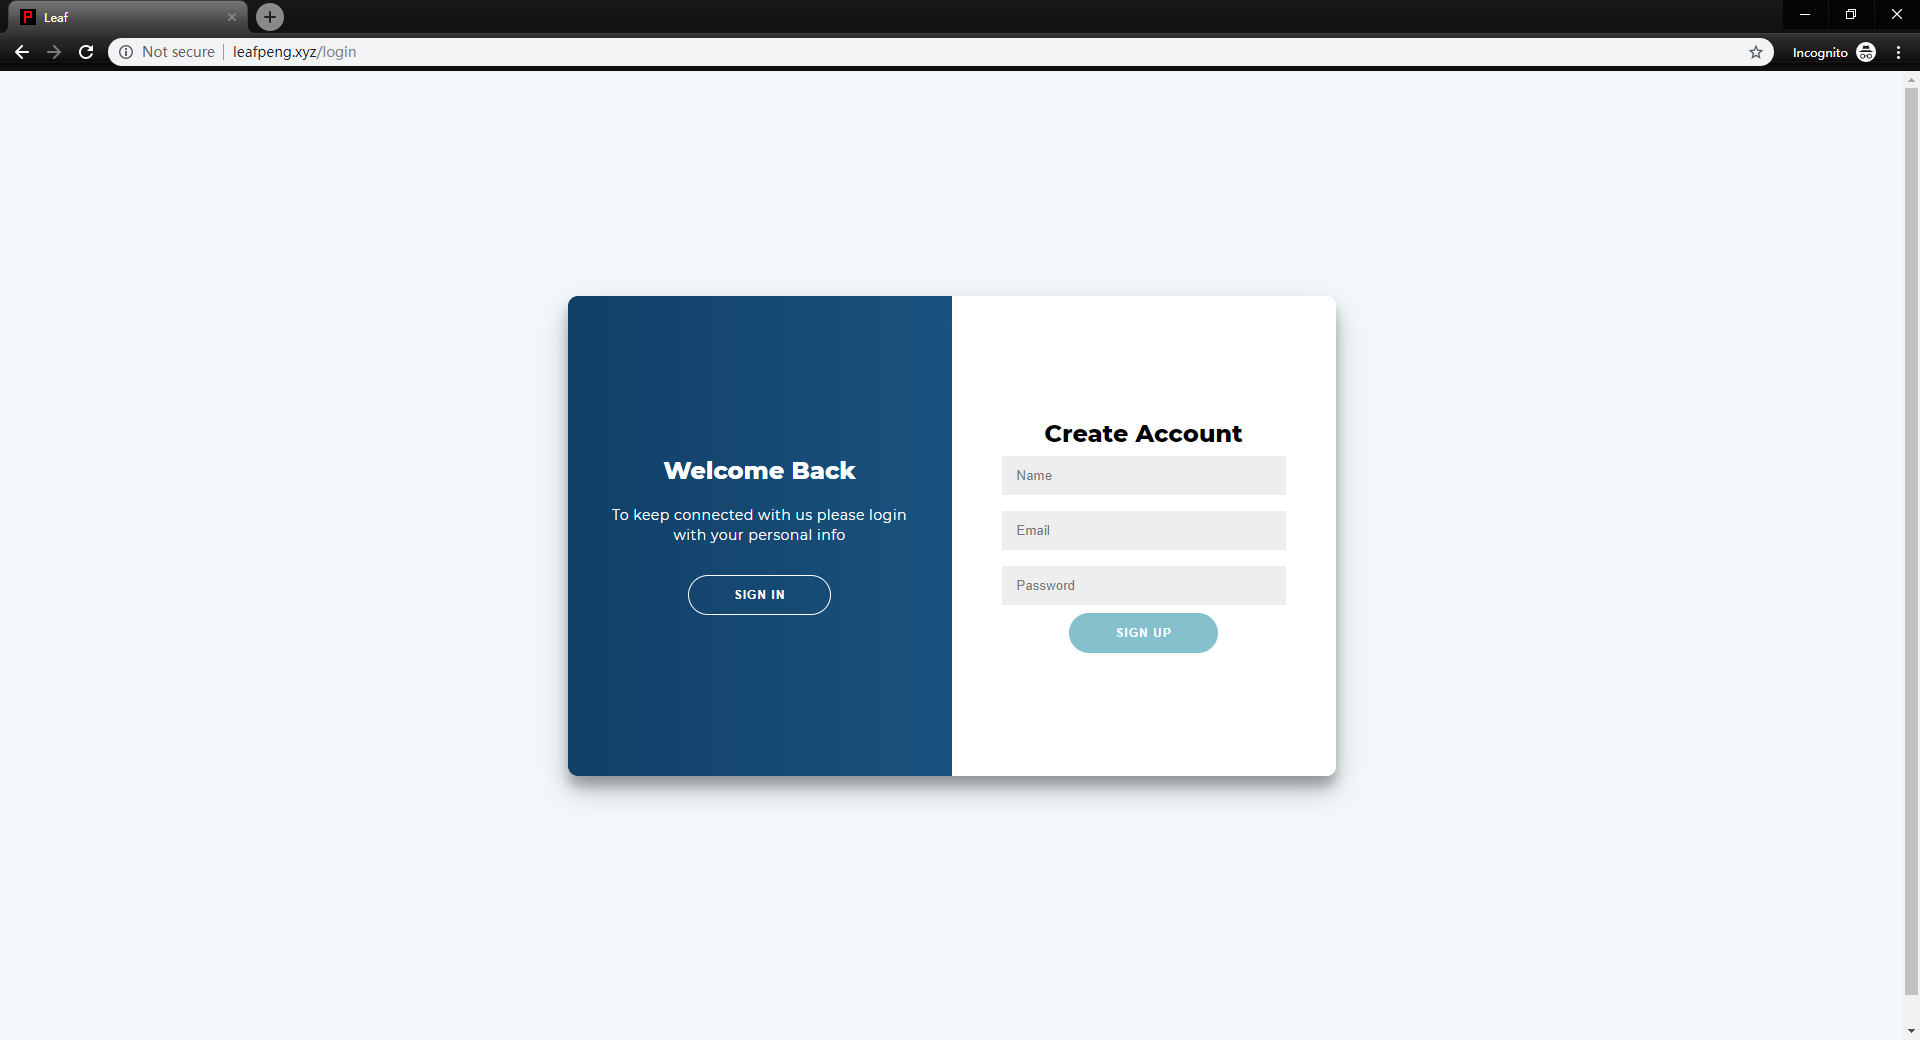 Leaf
Not secure | leafpeng.xyz/login
Incognito
Welcome Back
To keep connected with us please login
with your personal info
SIGN IN
Create Account
Name
Email
Password
SIGN UP